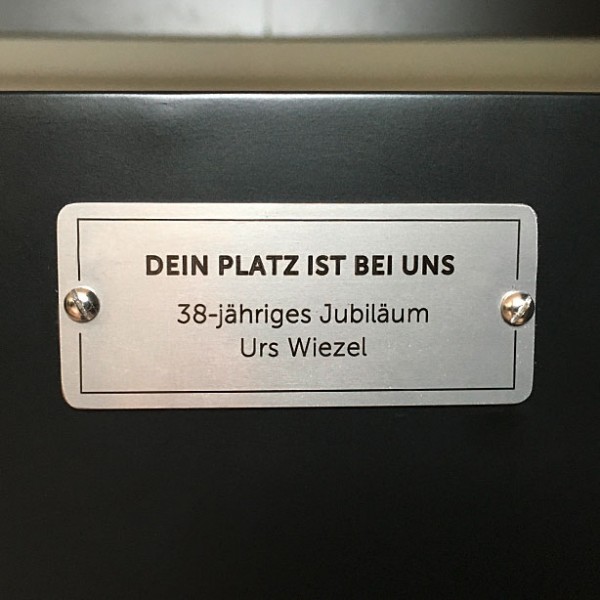 DEIN PLATZ IST BEI UNS
38-jähriges Jubiläum
Urs Wiezel